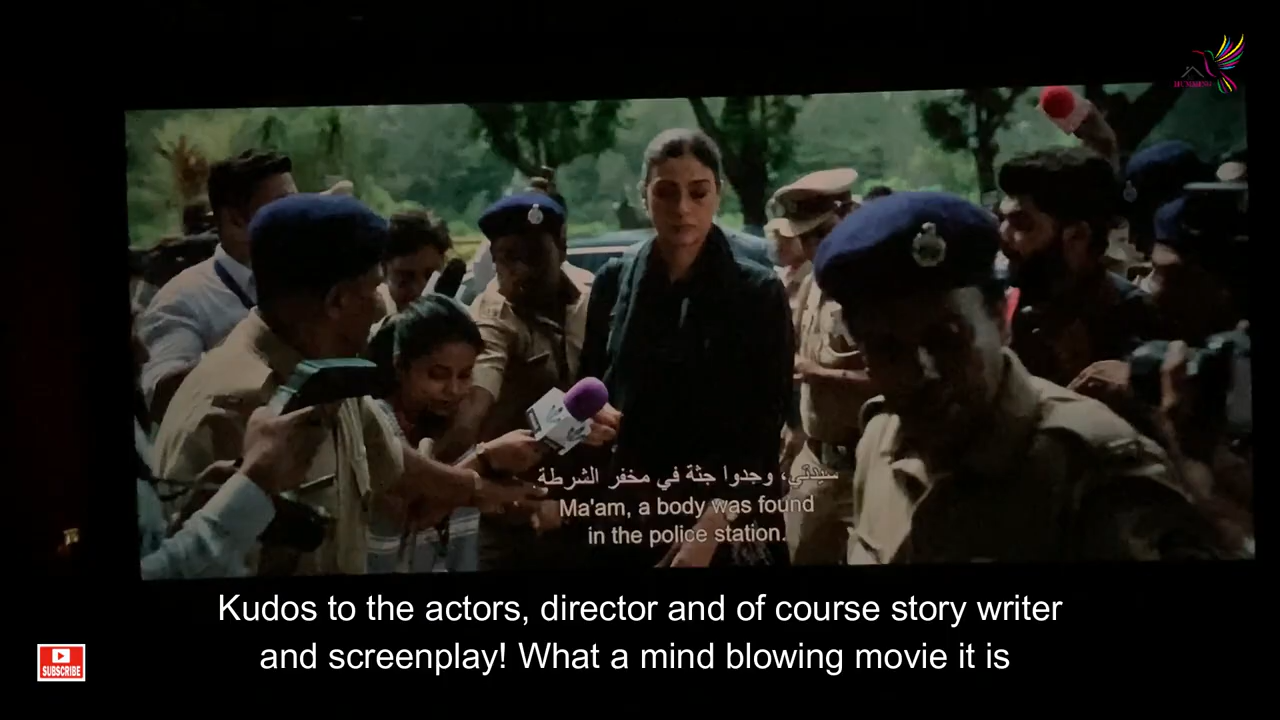 سيدتي، وجدوا جثة في مخفر الشرطة.
Ma'am, a body was found
in the police station.
Kudos to the actors, director and of course story writer
and screenplay! What a mind blowing movie it is
SUBSCRIBE